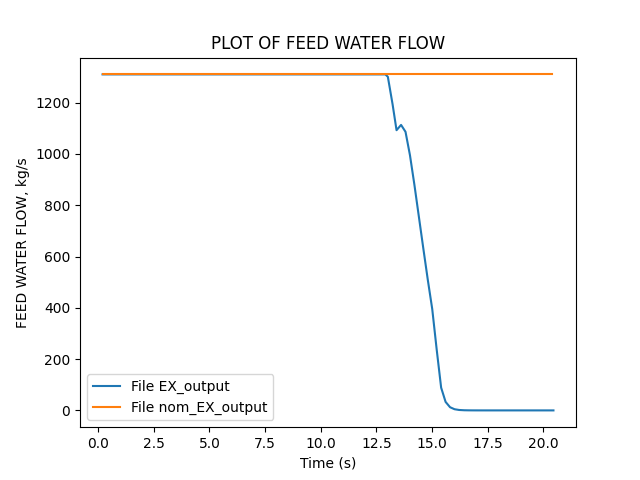 PLOT OF FEED WATER FLOW
FEED WATER FLOW, kg/s
1200
1000
800
600
400
200
0
File EX_output
File nom_EX_output
0.0 2.5 5.0 7.5 10.0 12.5 15.0 17.5 20.0
Time (s)